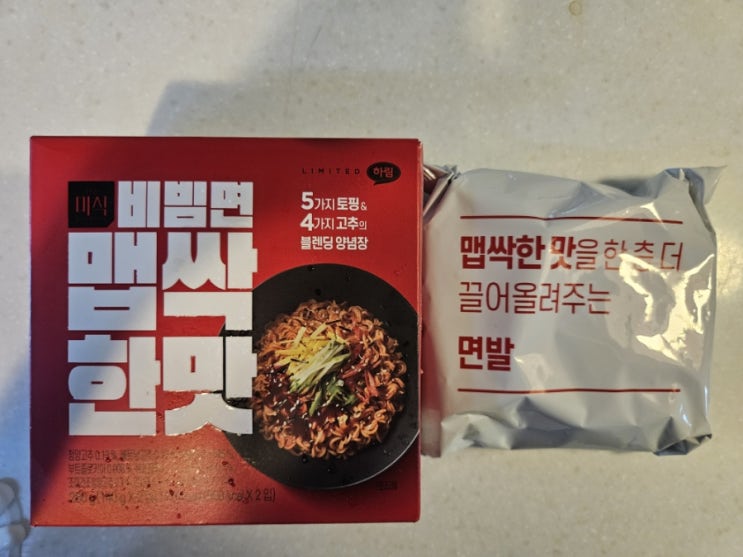 LIMITED 하림
미식 비빔면
맵싹
한맛
5가지 토핑&
4가지 고추의
블렌딩 양념장
맵싹한 맛을 한 층 더
끌어올려주는
면발